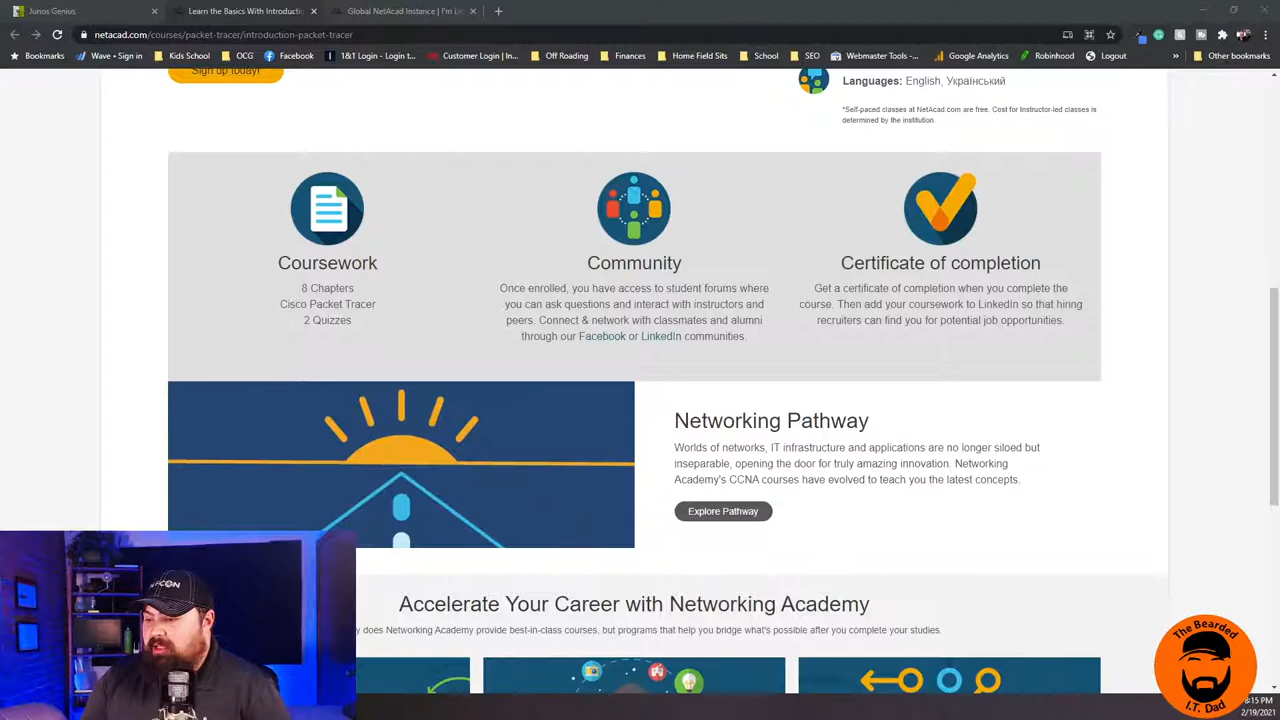 Junos Genius
Learn the Basics With Introductio
Global NetAcad Instance | I'm Le
netacad.com/courses/packet-tracer/introduction-packet-tracer
Bookmarks
Wave - Sign in
Kids School
OCG
Facebook
1&1 Login - Login t...
Customer Login | In...
Off Roading
Finances
Home Field Sits
School
SEO
Webmaster Tools -...
Google Analytics
Robinhood
Logout
»
Other bookmarks
Sign up today!
Languages: English, Український
*Self-paced classes at NetAcad.com are free. Cost for Instructor-led classes is
determined by the institution.
Coursework
8 Chapters
Cisco Packet Tracer
2 Quizzes
Community
Once enrolled, you have access to student forums where
you can ask questions and interact with instructors and
peers. Connect & network with classmates and alumni
through our Facebook or LinkedIn communities.
Certificate of completion
Get a certificate of completion when you complete the
course. Then add your coursework to LinkedIn so that hiring
recruiters can find you for potential job opportunities.
Networking Pathway
Worlds of networks, IT infrastructure and applications are no longer siloed but
inseparable, opening the door for truly amazing innovation. Networking
Academy's CCNA courses have evolved to teach you the latest concepts.
Explore Pathway
Accelerate Your Career with Networking Academy
does Networking Academy provide best-in-class courses, but programs that help you bridge what's possible after you complete your studies.
The Bearded
I.T. Dad
8:15 PM
2/19/2021